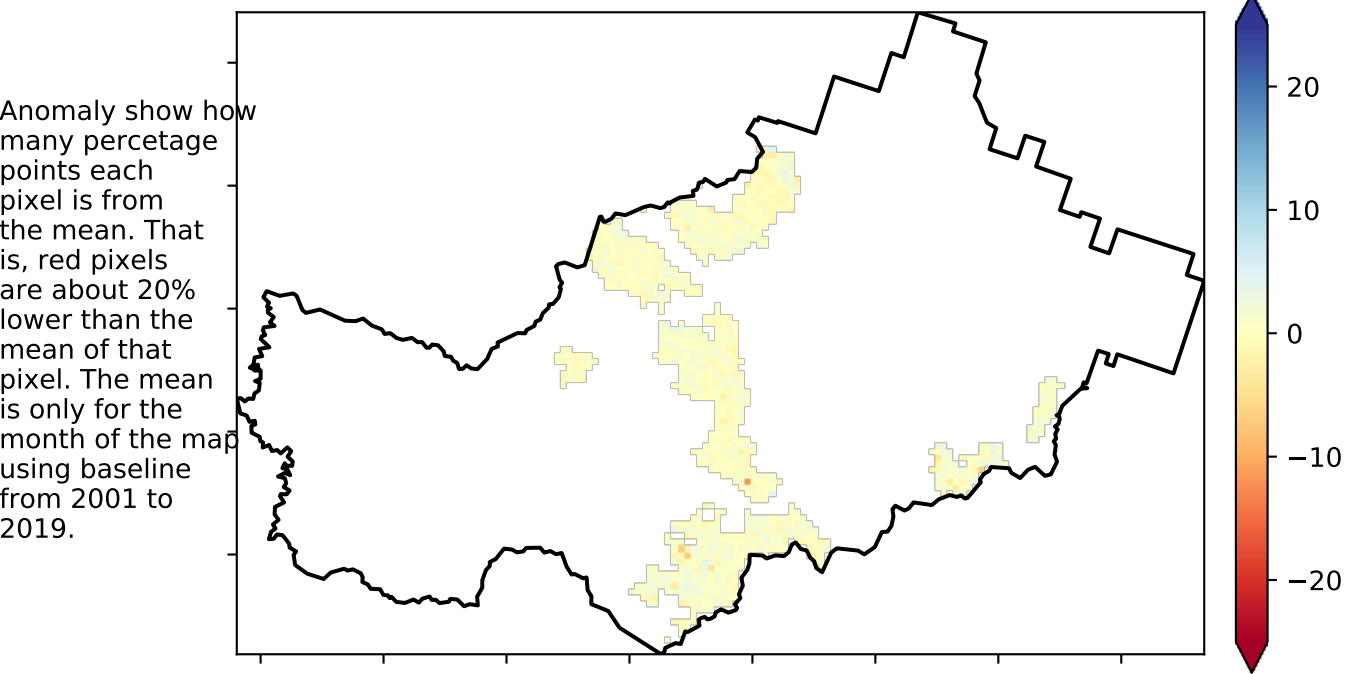 Anomaly show how
many percetage
points each
pixel is from
the mean. That
is, red pixels
are about 20%
lower than the
mean of that
pixel. The mean
is only for the
month of the map
using baseline
from 2001 to
2019.
20
10
0
−10
−20